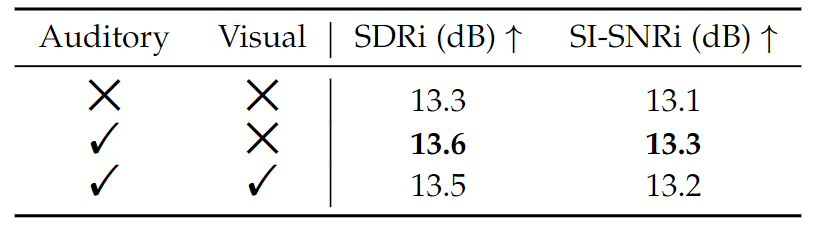 Auditory Visual SDRi (dB) ↑ SI-SNRi (dB) ↑
✗ ✗ 13.3 13.1
✓ ✗ 13.6 13.3
✓ ✓ 13.5 13.2